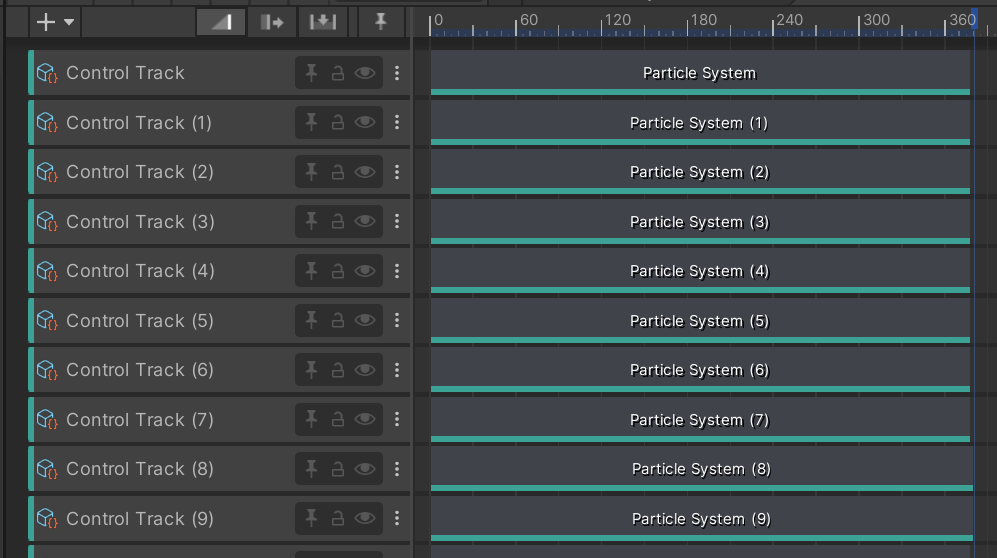 0 60 120 180 240 300 360
Control Track Particle System
Control Track (1) Particle System (1)
Control Track (2) Particle System (2)
Control Track (3) Particle System (3)
Control Track (4) Particle System (4)
Control Track (5) Particle System (5)
Control Track (6) Particle System (6)
Control Track (7) Particle System (7)
Control Track (8) Particle System (8)
Control Track (9) Particle System (9)